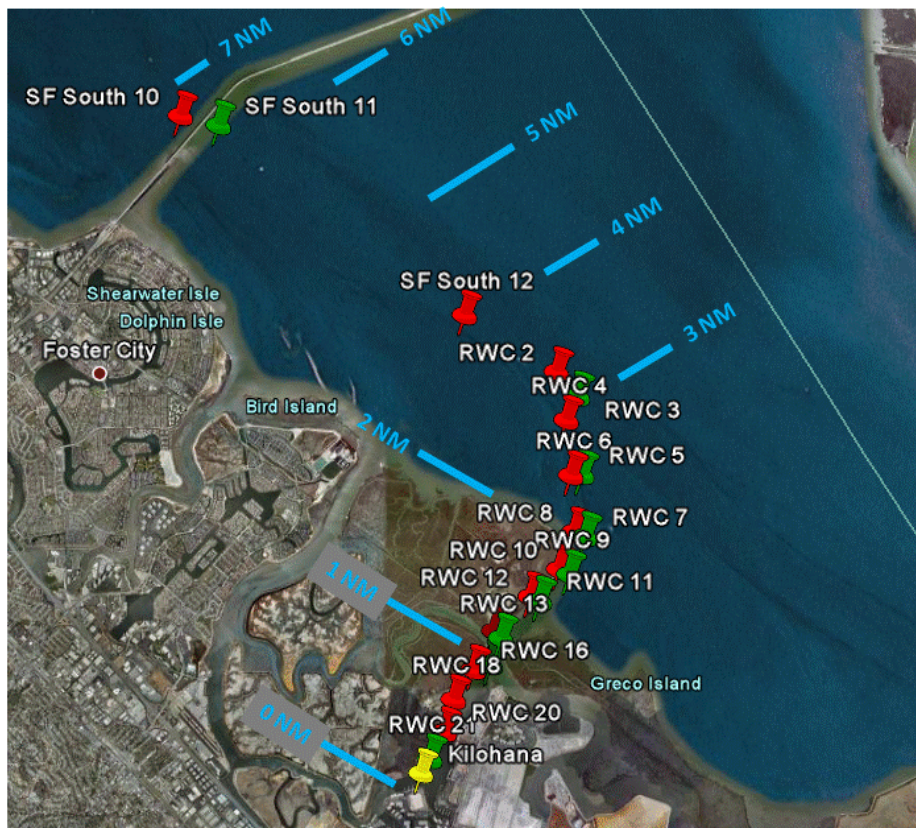 7 NM
6 NM
SF South 10
SF South 11
5 NM
4 NM
SF South 12
Shearwater Isle
Dolphin Isle
3 NM
Foster City
RWC 2
RWC 4
RWC 3
Bird Island
2 NM
RWC 6
RWC 5
RWC 8
RWC 7
RWC 9
RWC 10
RWC 12
RWC 11
1 NM
RWC 13
RWC 16
RWC 18
Greco Island
0 NM
RWC 20
RWC 21
Kilohana